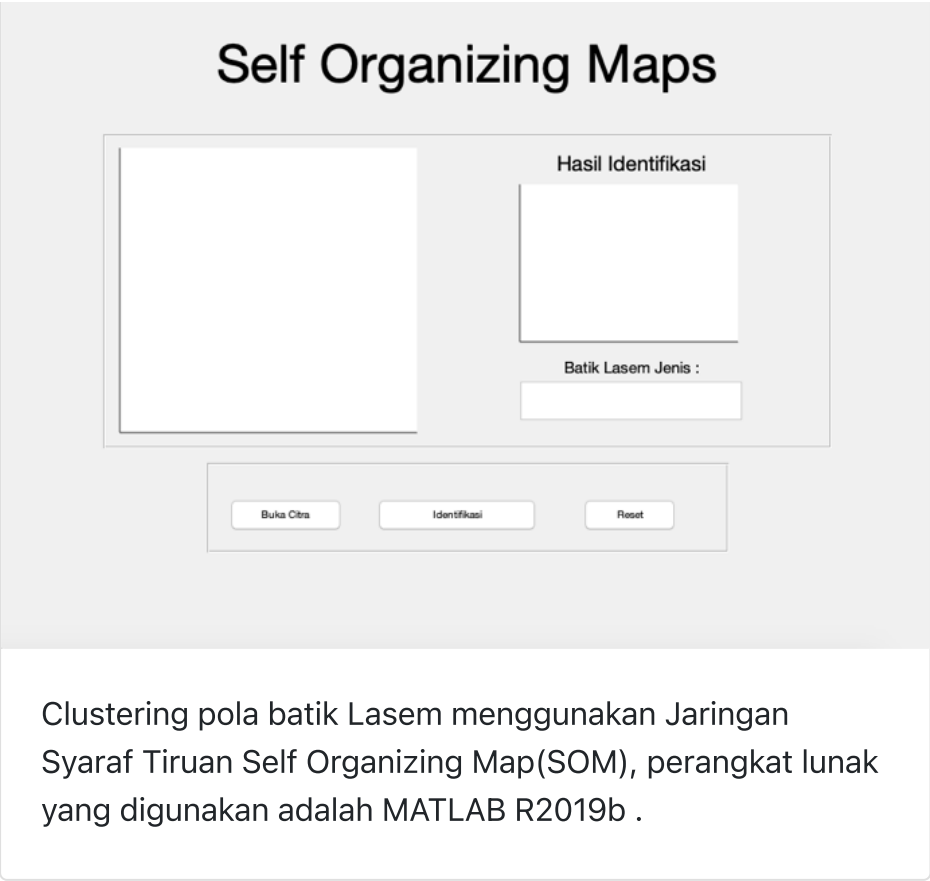 Self Organizing Maps
Hasil Identifikasi
Batik Lasem Jenis :
Buka Citra
Identifikasi
Reset
Clustering pola batik Lasem menggunakan Jaringan
Syaraf Tiruan Self Organizing Map(SOM), perangkat lunak
yang digunakan adalah MATLAB R2019b .